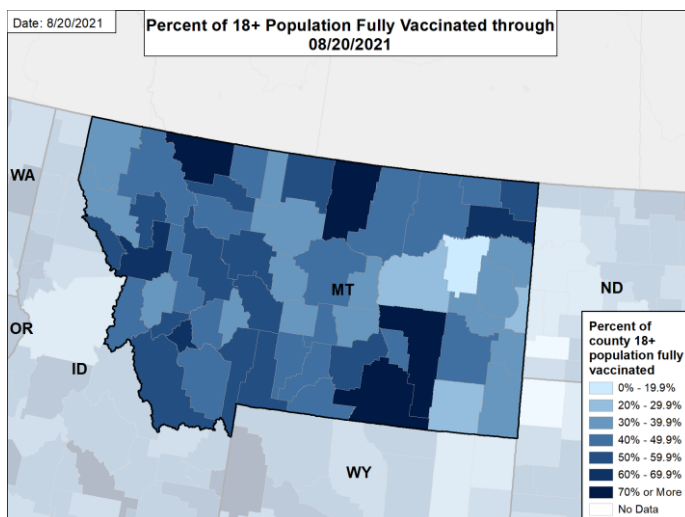 Date: 8/20/2021
Percent of 18+ Population Fully Vaccinated through
08/20/2021
WA
MT
ND
OR
ID
WY
Percent of
county 18+
population fully
vaccinated
0% - 19.9%
20% - 29.9%
30% - 39.9%
40% - 49.9%
50% - 59.9%
60% - 69.9%
70% or More
No Data